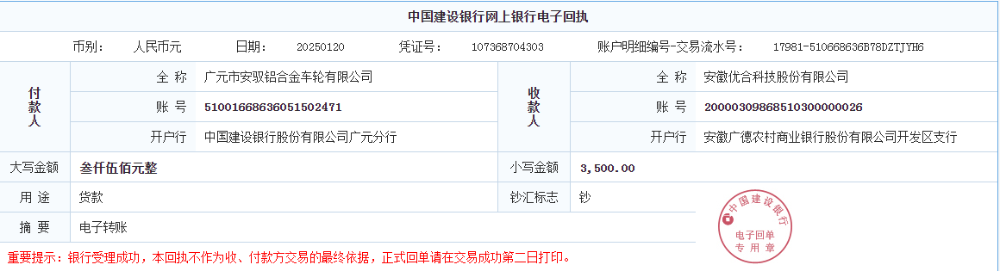 中国建设银行网上银行电子回执
币别： 人民币元 日期： 20250120 凭证号： 107368704303 账户明细编号-交易流水号： 17981-510668636B78DZTJYH6
付款人 全 称 广元市安驭铝合金车轮有限公司 收款人 全 称 安徽优合科技股份有限公司
账 号 51001668636051502471 账 号 20000309868510300000026
开户行 中国建设银行股份有限公司广元分行 开户行 安徽广德农村商业银行股份有限公司开发区支行
大写金额 叁仟伍佰元整 小写金额 3,500.00
用 途 货款 钞汇标志 钞
摘 要 电子转账
中国建设银行
电子回单
专用章
重要提示：银行受理成功，本回执不作为收、付款方交易的最终依据，正式回单请在交易成功第二日打印。